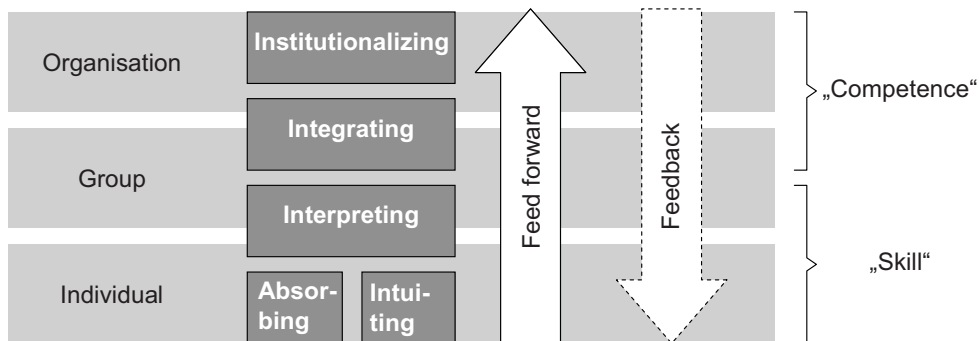 Organisation
Institutionalizing
„Competence“
Integrating
Group
Interpreting
Feed forward
Feedback
„Skill“
Individual
Absor-
bing
Intui-
ting